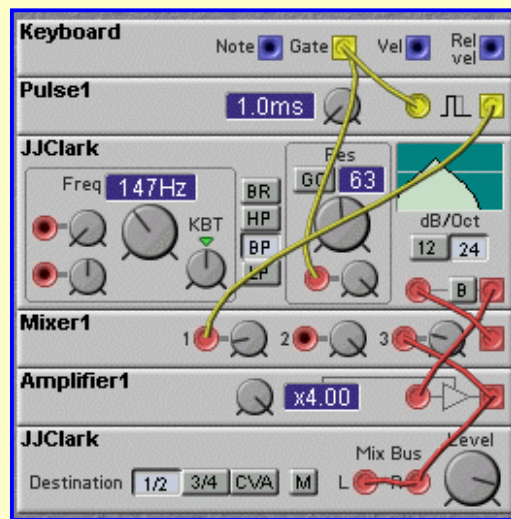 Keyboard
Note Gate Vel Rel vel
Pulse1
1.0ms
JJClark
Res
Freq 147Hz
GC 63
KBT
BR
HP
BP
LP
dB/Oct
12 24
B
Mixer1
1 2 3
Amplifier1
x4.00
JJClark
Mix Bus Level
Destination 1/2 3/4 CVA M L R